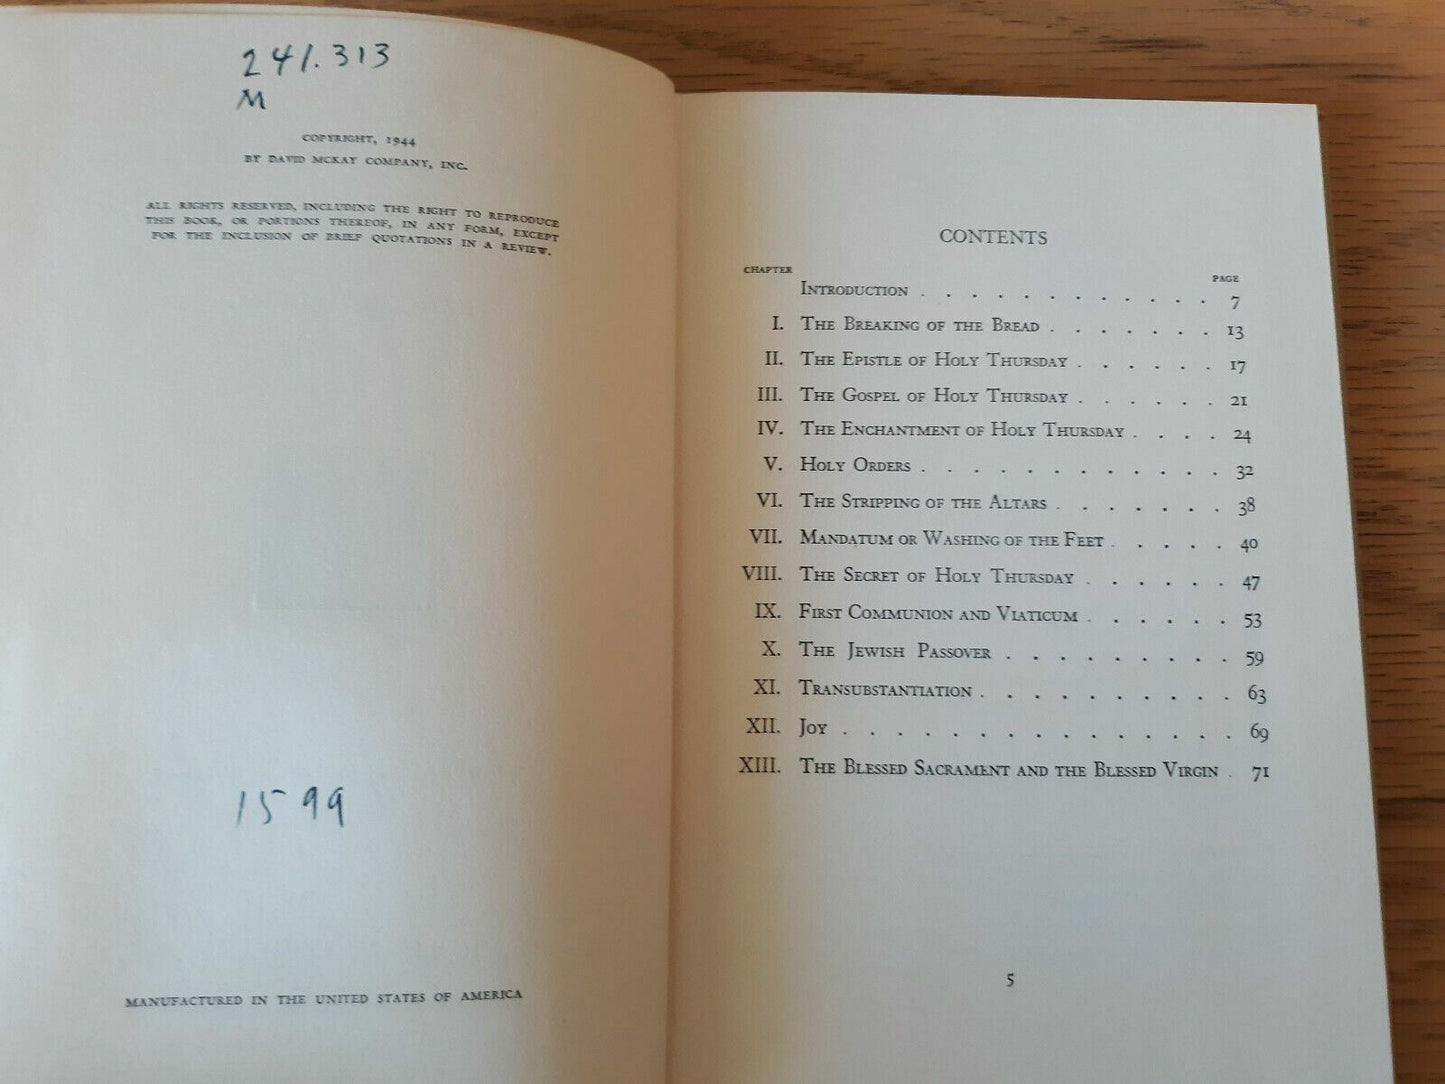 241.313
M
COPYRIGHT, 1944
BY DAVID MCKAY COMPANY, INC.
ALL RIGHTS RESERVED, INCLUDING THE RIGHT TO REPRODUCE
THIS BOOK, OR PORTIONS THEREOF, IN ANY FORM, EXCEPT
FOR THE INCLUSION OF BRIEF QUOTATIONS IN A REVIEW.
1599
MANUFACTURED IN THE UNITED STATES OF AMERICA
CONTENTS
CHAPTER PAGE
INTRODUCTION . . . . . . . . . . . . 7
I. THE BREAKING OF THE BREAD . . . . . . . 13
II. THE EPISTLE OF HOLY THURSDAY . . . . . . 17
III. THE GOSPEL OF HOLY THURSDAY . . . . . . 21
IV. THE ENCHANTMENT OF HOLY THURSDAY . . . . 24
V. HOLY ORDERS . . . . . . . . . . . . 32
VI. THE STRIPPING OF THE ALTARS . . . . . . . 38
VII. MANDATUM OR WASHING OF THE FEET . . . . . 40
VIII. THE SECRET OF HOLY THURSDAY . . . . . . 47
IX. FIRST COMMUNION AND VIATICUM . . . . . . 53
X. THE JEWISH PASSOVER . . . . . . . . . 59
XI. TRANSUBSTANTIATION . . . . . . . . . . 63
XII. JOY . . . . . . . . . . . . . . . 69
XIII. THE BLESSED SACRAMENT AND THE BLESSED VIRGIN . 71
5